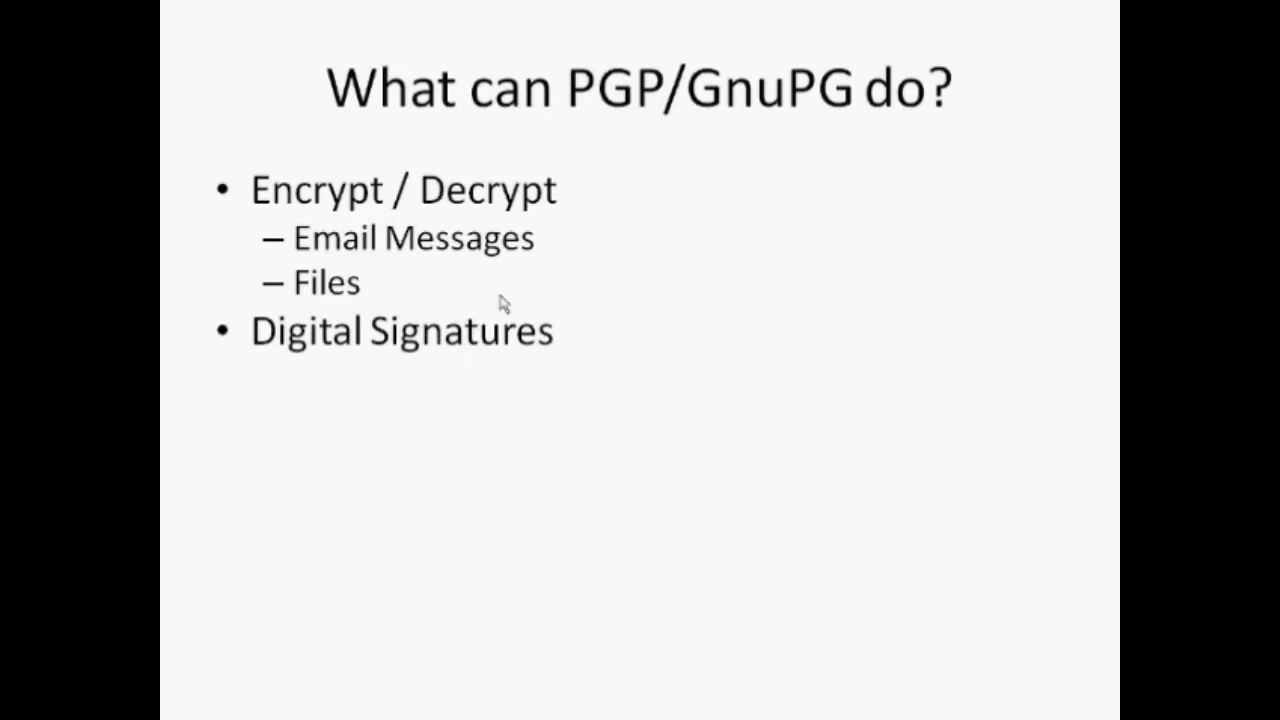 What can PGP/GnuPG do?
• Encrypt / Decrypt
– Email Messages
– Files
• Digital Signatures